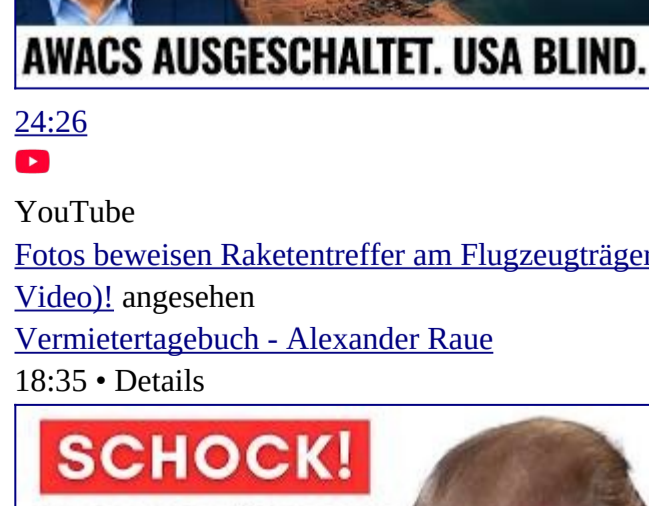 AWACS AUSGESCHALTET. USA BLIND.
24:26
YouTube
Fotos beweisen Raketentreffer am Flugzeugträger
Video)! angesehen
Vermietertagebuch - Alexander Raue
18:35 • Details
SCHOCK!